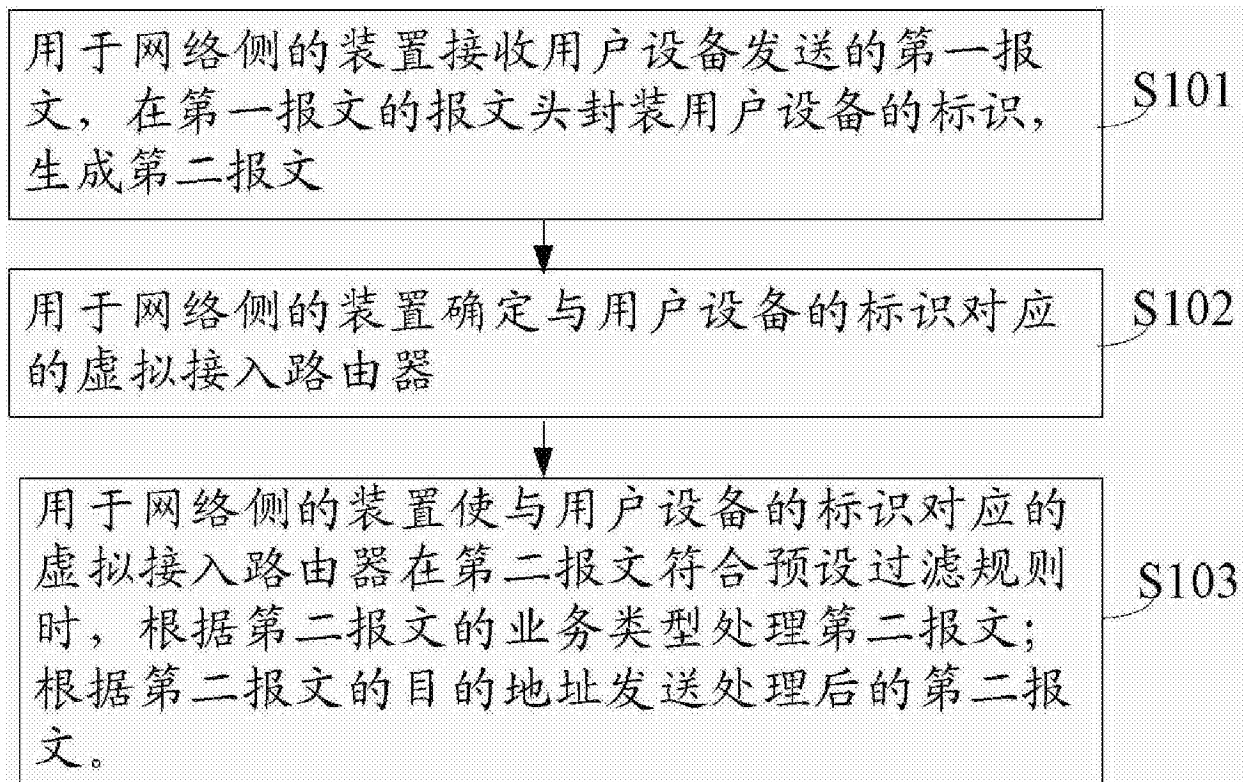 用于网络侧的装置接收用户设备发送的第一报
文，在第一报文的报文头封装用户设备的标识，
生成第二报文
S101
用于网络侧的装置确定与用户设备的标识对应
的虚拟接入路由器
S102
用于网络侧的装置使与用户设备的标识对应的
虚拟接入路由器在第二报文符合预设过滤规则
时，根据第二报文的业务类型处理第二报文；
根据第二报文的目的地址发送处理后的第二报
文。
S103